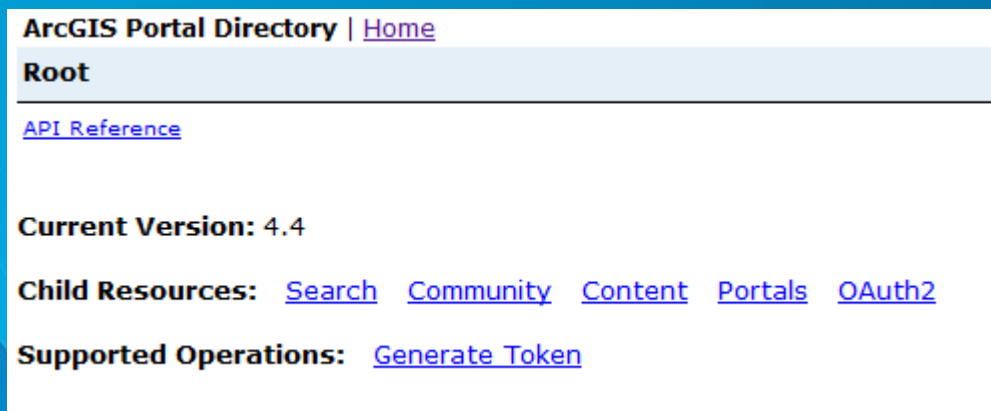 ArcGIS Portal Directory | Home
Root
API Reference
Current Version: 4.4
Child Resources: Search Community Content Portals OAuth2
Supported Operations: Generate Token